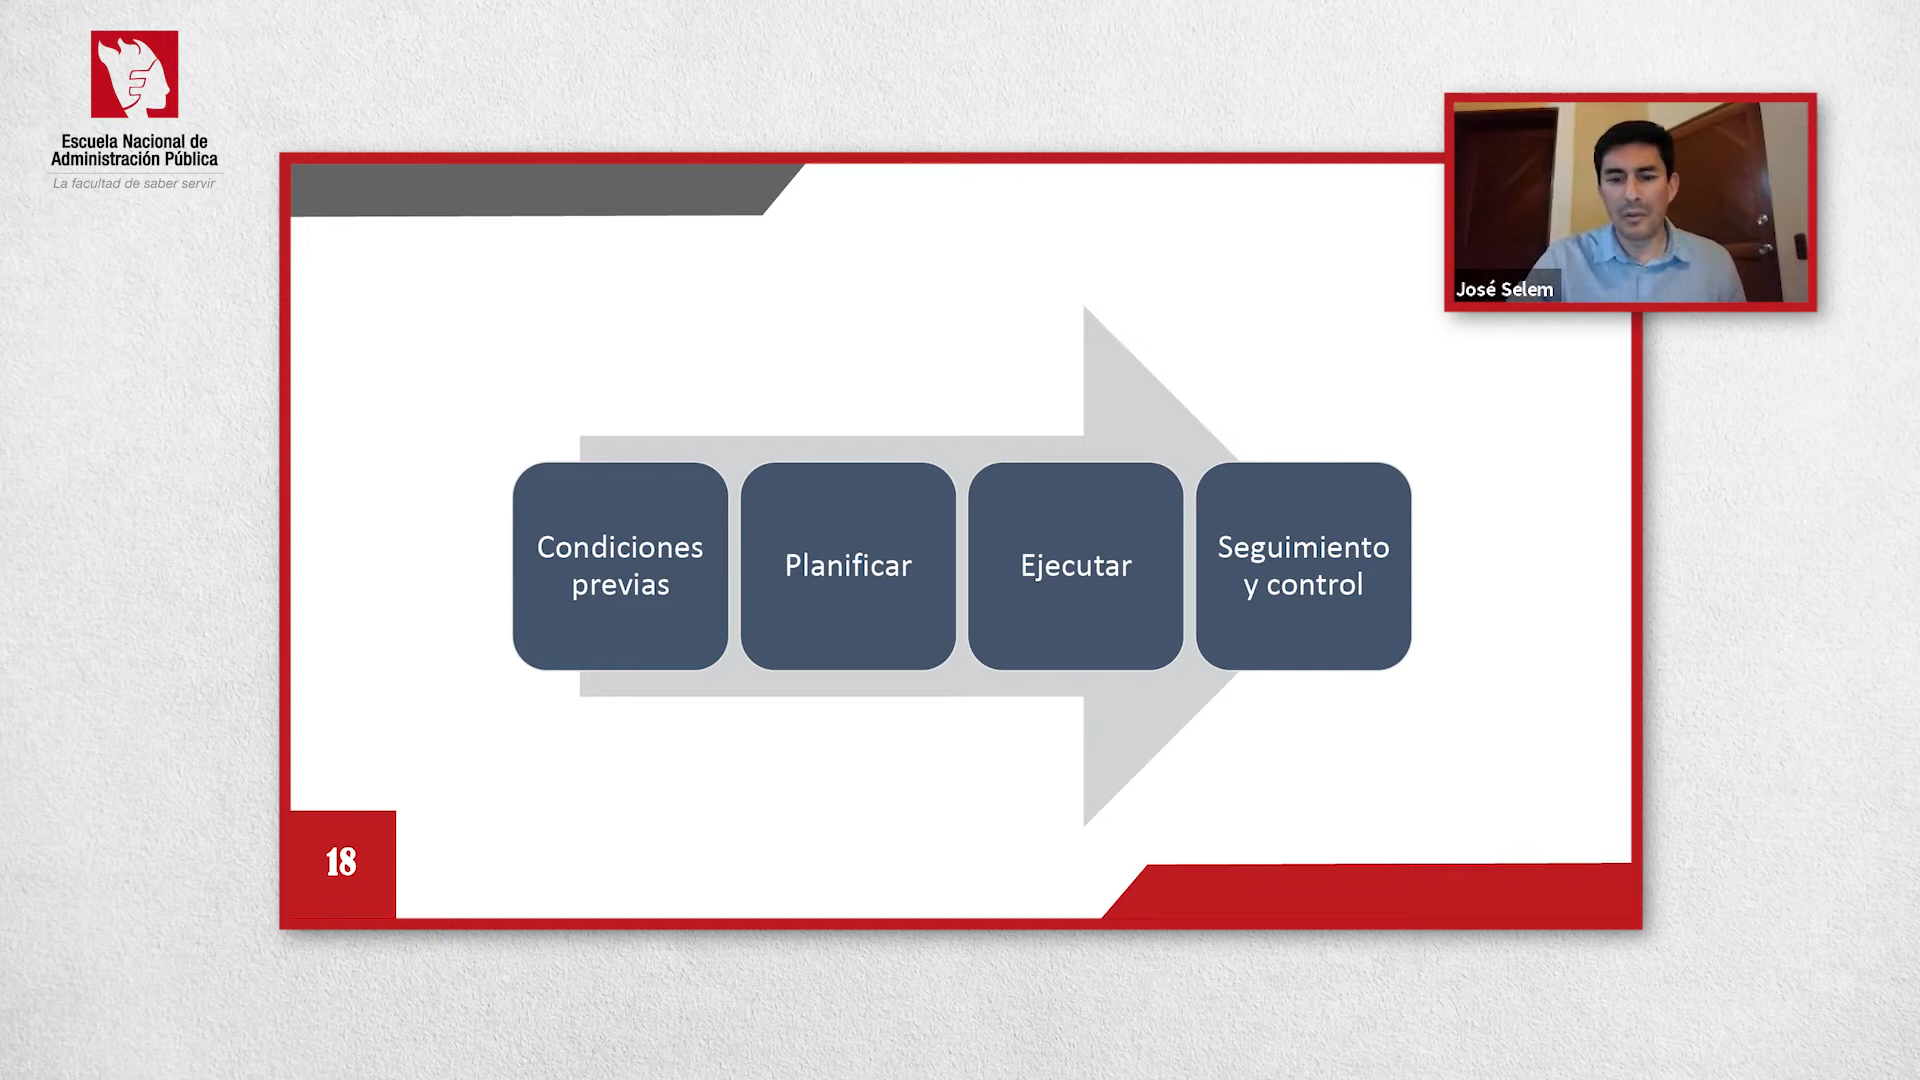 Escuela Nacional de
Administración Pública
La facultad de saber servir
José Selem
Condiciones
previas
Planificar
Ejecutar
Seguimiento
y control
18